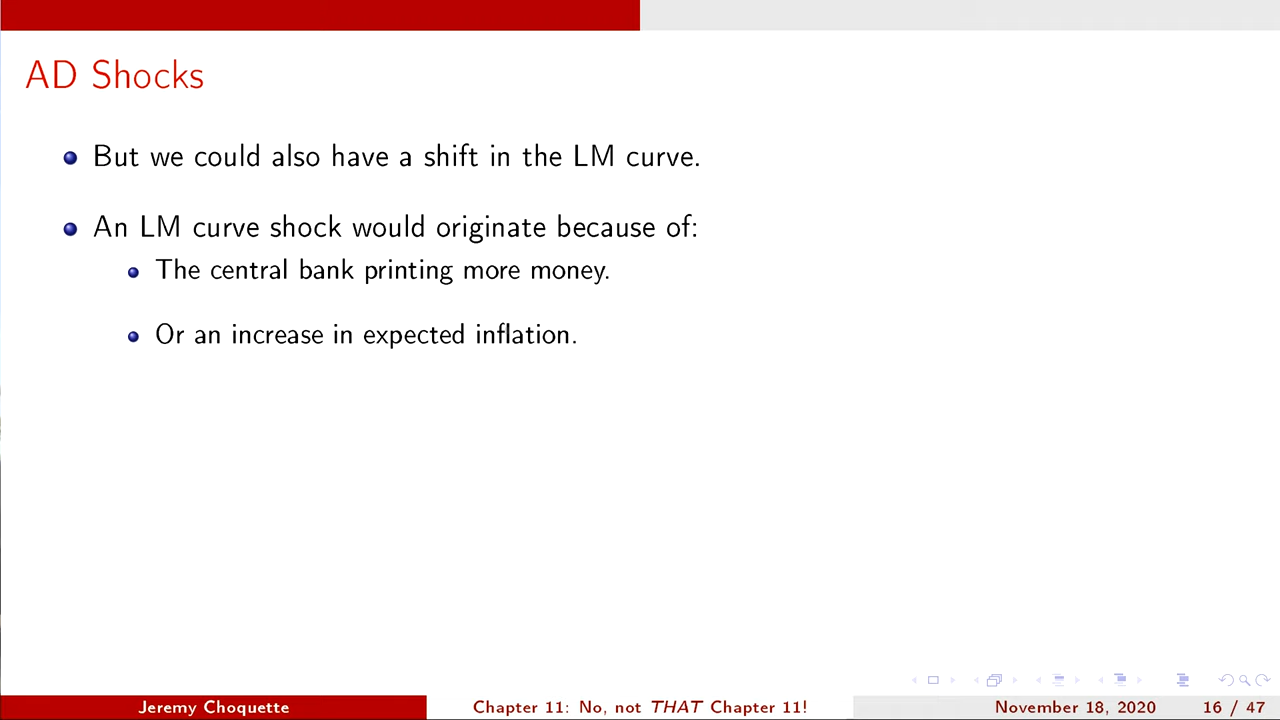 AD Shocks
But we could also have a shift in the LM curve.
An LM curve shock would originate because of:
The central bank printing more money.
Or an increase in expected inflation.
Jeremy Choquette
Chapter 11: No, not THAT Chapter 11!
November 18, 2020
16 / 47